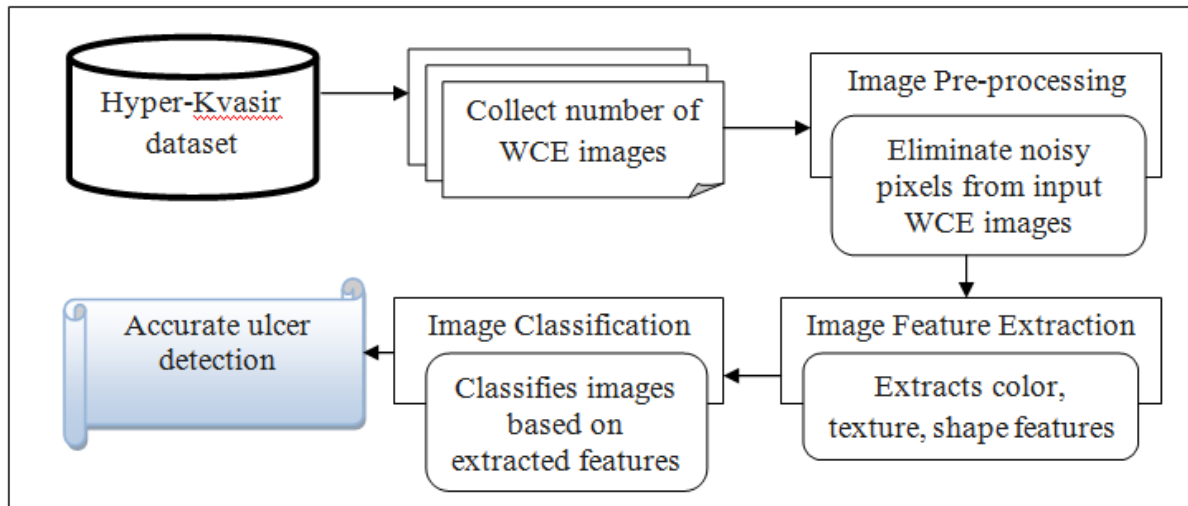 Hyper-Kvasir
dataset
Collect number of
WCE images
Image Pre-processing
Eliminate noisy
pixels from input
WCE images
Image Feature Extraction
Extracts color,
texture, shape features
Image Classification
Classifies images
based on
extracted features
Accurate ulcer
detection